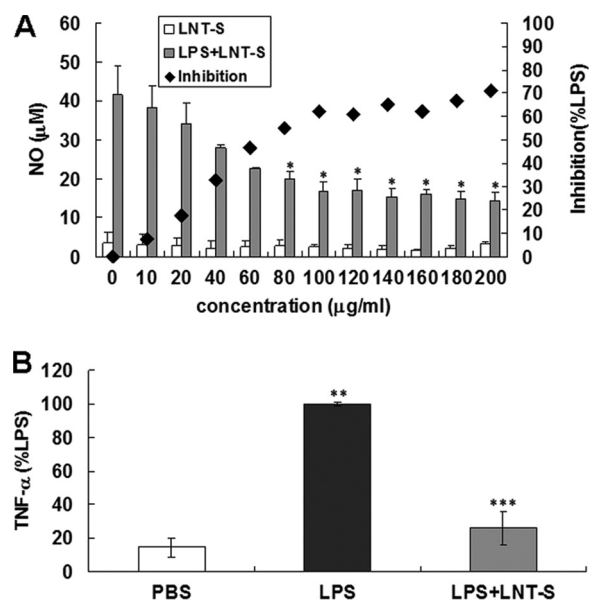 A
LNT-S
LPS+LNT-S
Inhibition
NO (μM)
60
50
40
30
20
10
0
Inhibition(%LPS)
100
90
80
70
60
50
40
30
20
10
0
* * * * * * *
0 10 20 40 60 80 100 120 140 160 180 200
concentration (μg/ml)
B
TNF-α (%LPS)
120
100
80
60
40
20
0
**
***
PBS LPS LPS+LNT-S